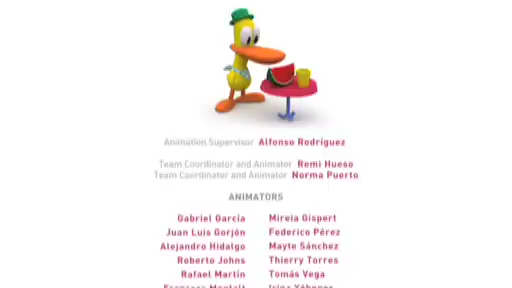 Animation Supervisor Alfonso Rodríguez
Team Coordinator and Animator Remi Hueso
Team Coordinator and Animator Norma Puerto
ANIMATORS
Gabriel García Mireia Gispert
Juan Luis Gorjón Federico Pérez
Alejandro Hidalgo Mayte Sánchez
Roberto Johns Thierry Torres
Rafael Martín Tomás Vega